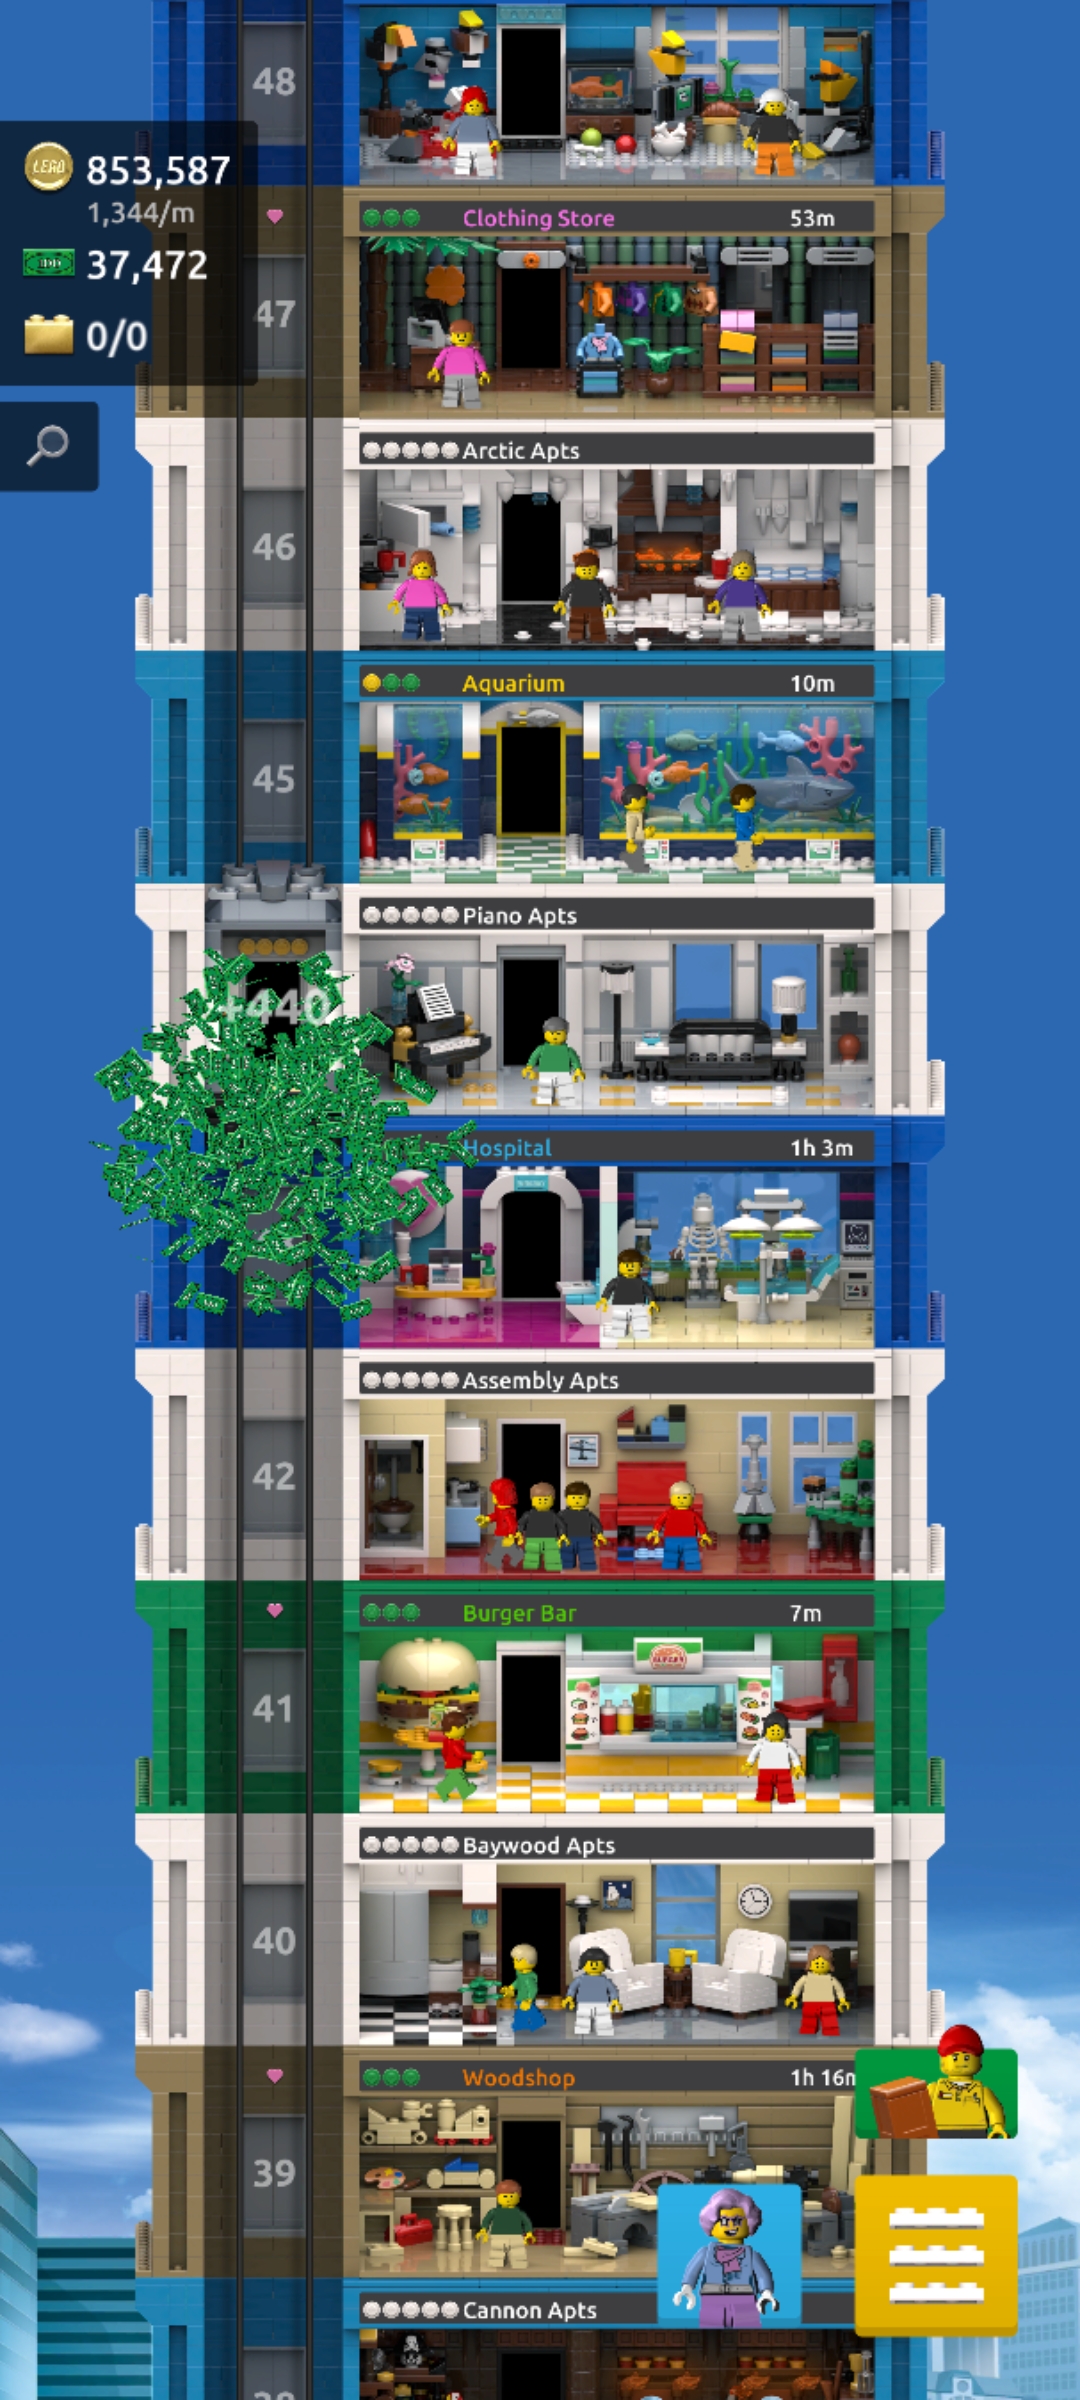 48
LEGO 853,587
1,344/m
37,472
0/0
Clothing Store 53m
47
Arctic Apts
46
Aquarium 10m
45
Piano Apts
+440
Hospital 1h 3m
Assembly Apts
42
Burger Bar 7m
BURGER
41
Baywood Apts
40
Woodshop 1h 16m
39
Cannon Apts
38